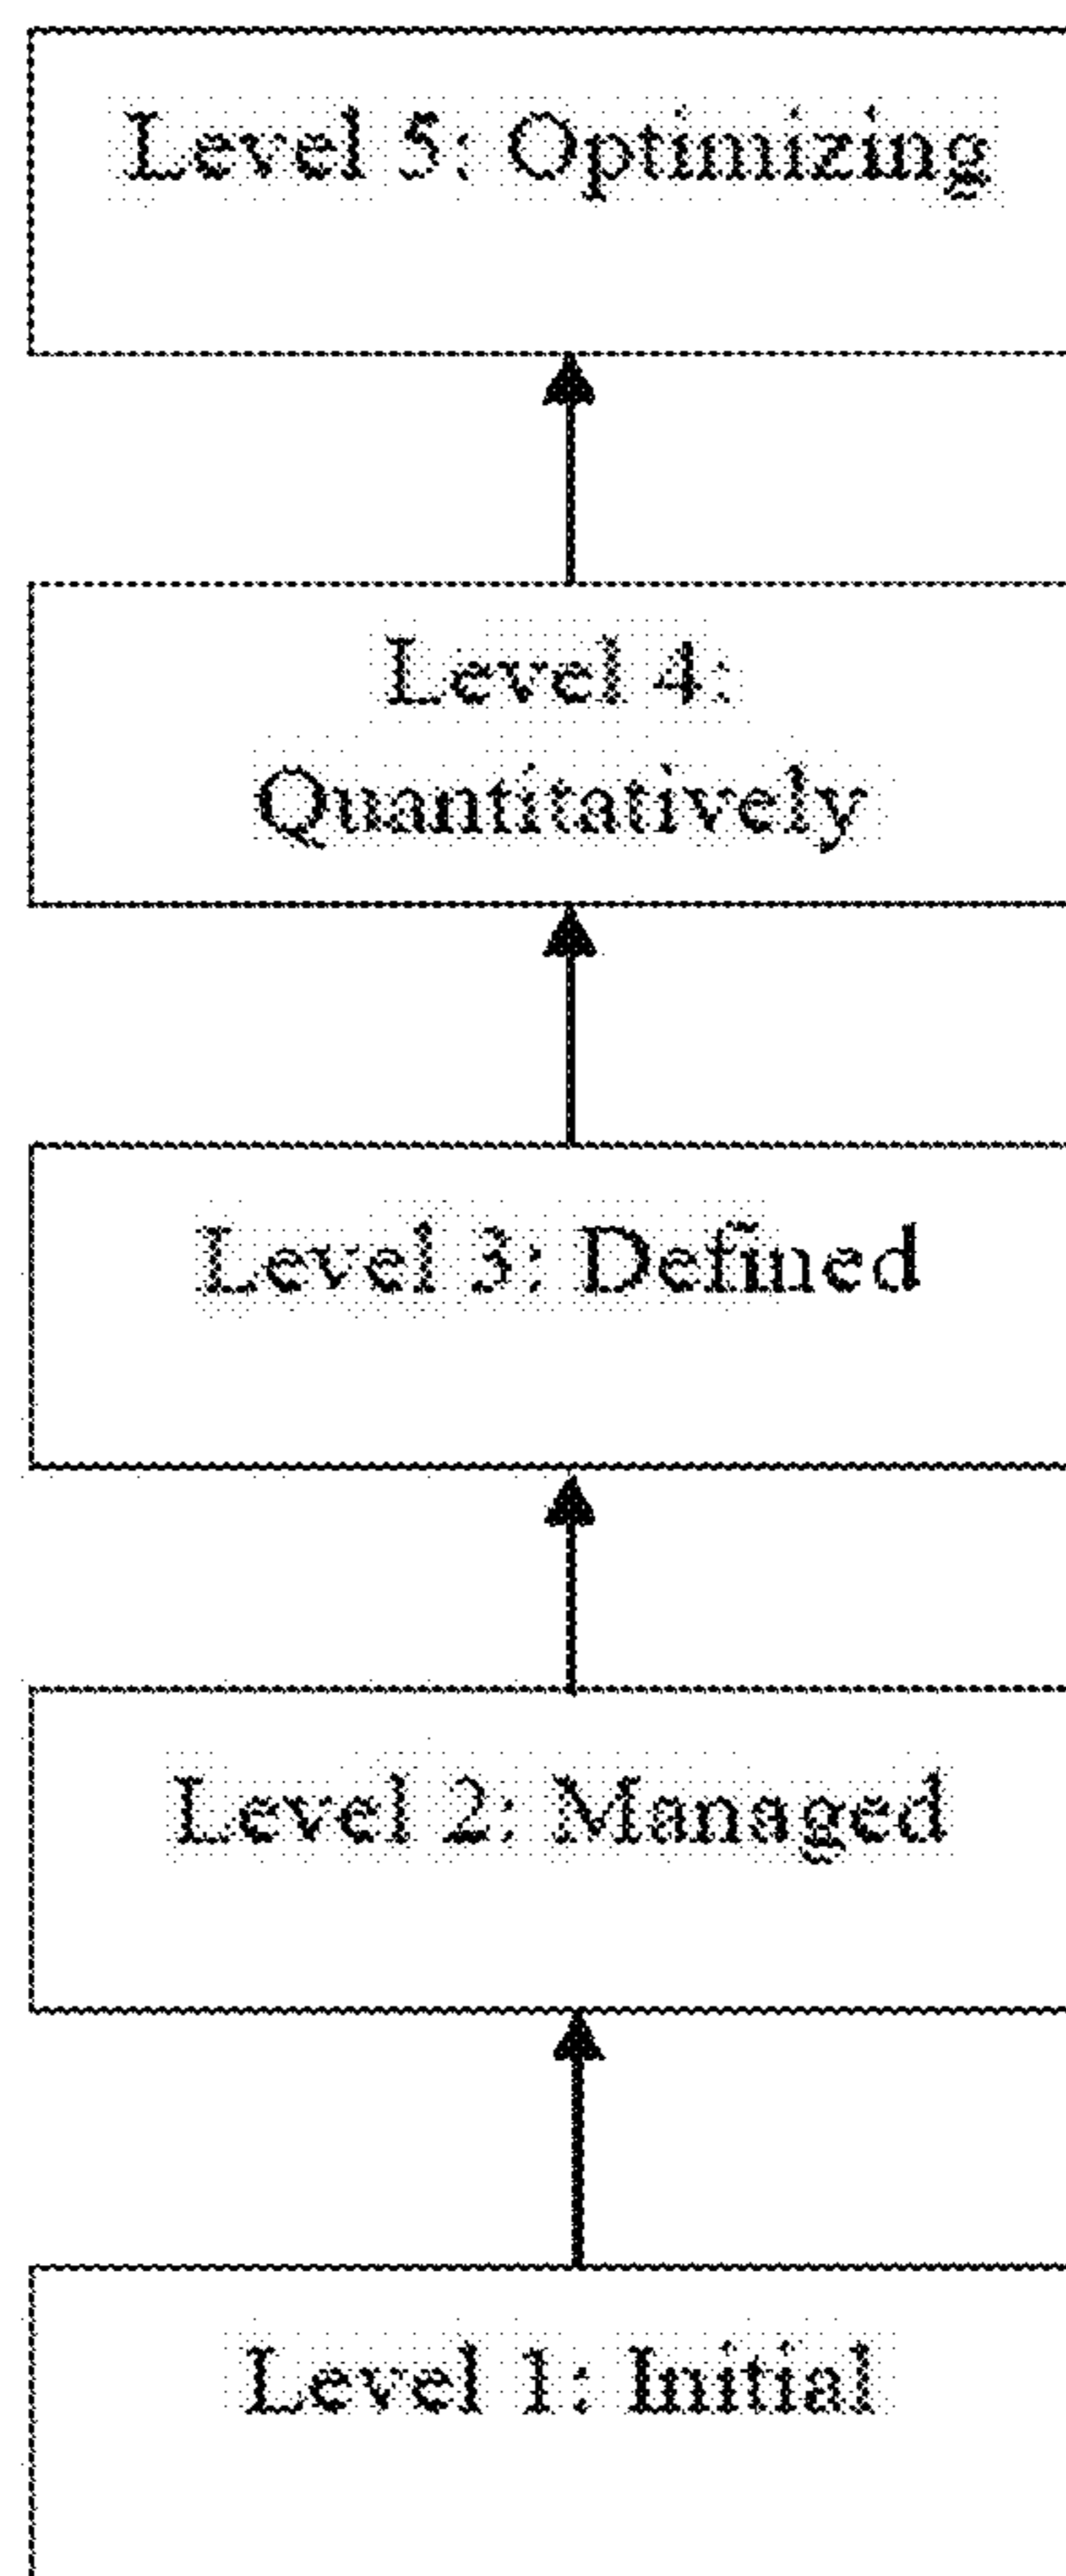 Level 5: Optimizing
Level 4:
Quantitatively
Level 3: Defined
Level 2: Managed
Level 1: Initial